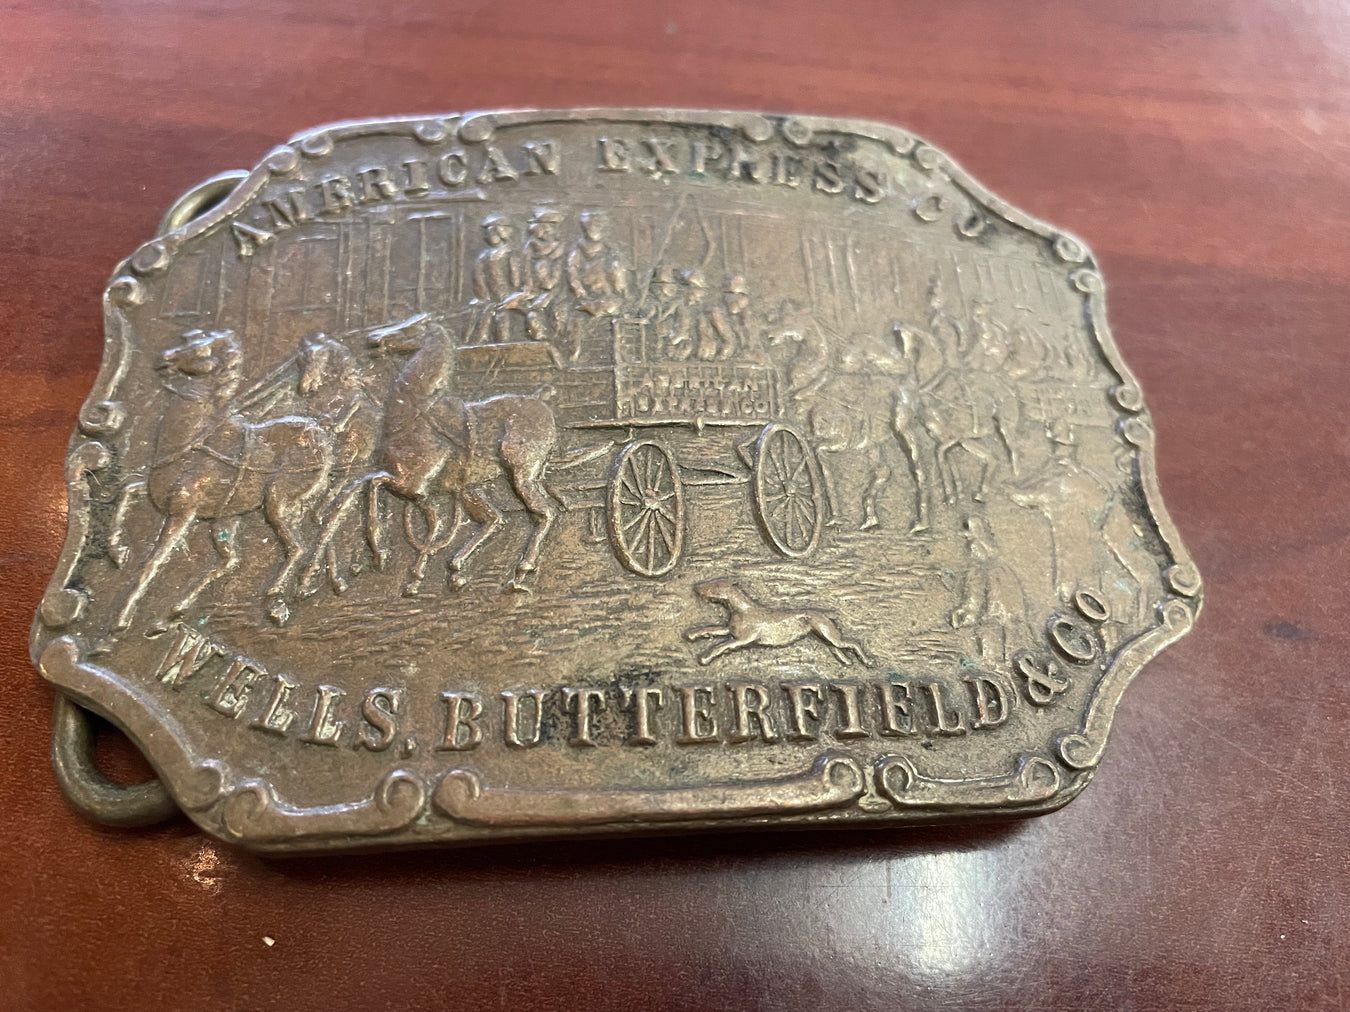 AMERICAN EXPRESS CO
WELLS, BUTTERFIELD & CO